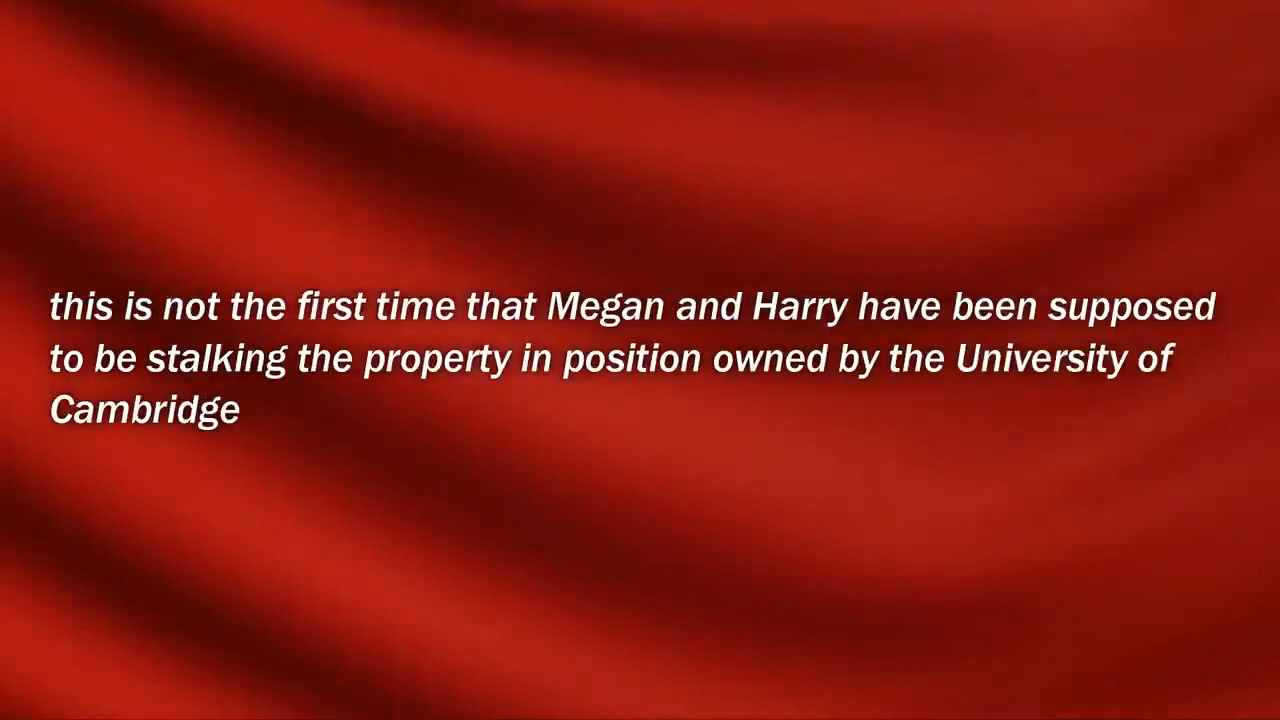 this is not the first time that Megan and Harry have been supposed
to be stalking the property in position owned by the University of
Cambridge